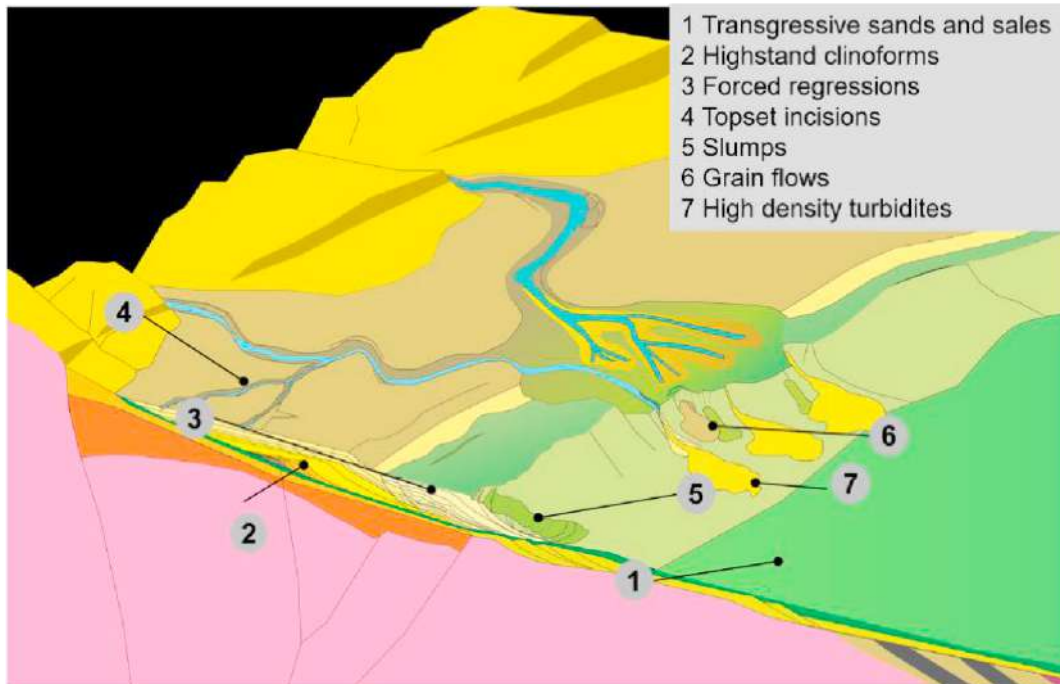 1 Transgressive sands and sales
2 Highstand clinoforms
3 Forced regressions
4 Topset incisions
5 Slumps
6 Grain flows
7 High density turbidites
4
3
6
5
7
2
1